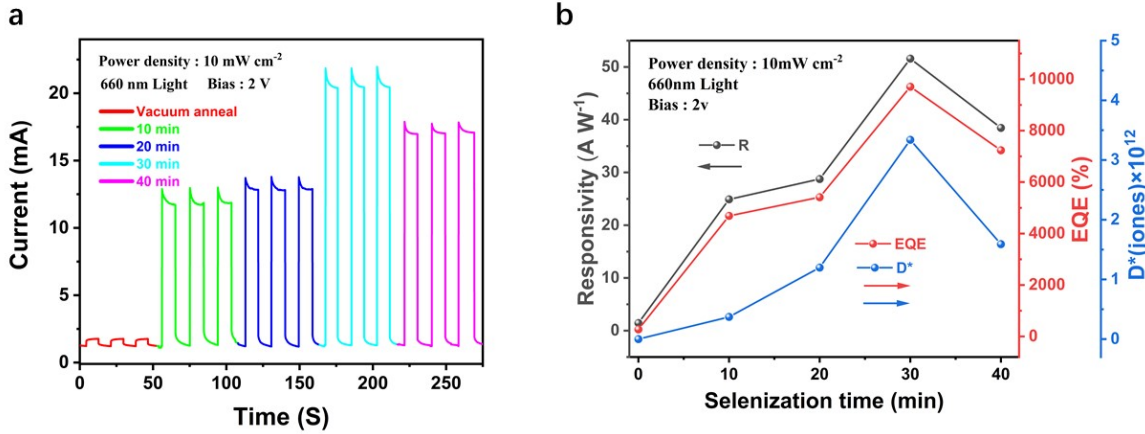 a
Power density : 10 mW cm⁻²
660 nm Light Bias : 2 V
Vacuum anneal
10 min
20 min
30 min
40 min
Current (mA)
20
15
10
5
0
0 50 100 150 200 250
Time (S)
b
Power density : 10mW cm⁻²
660nm Light
Bias : 2v
R
EQE
D*
Responsivity (A W⁻¹)
50
40
30
20
10
0
0 10 20 30 40
Selenization time (min)
EQE (%)
10000
8000
6000
4000
2000
0
D*(iones)×10¹²
5
4
3
2
1
0